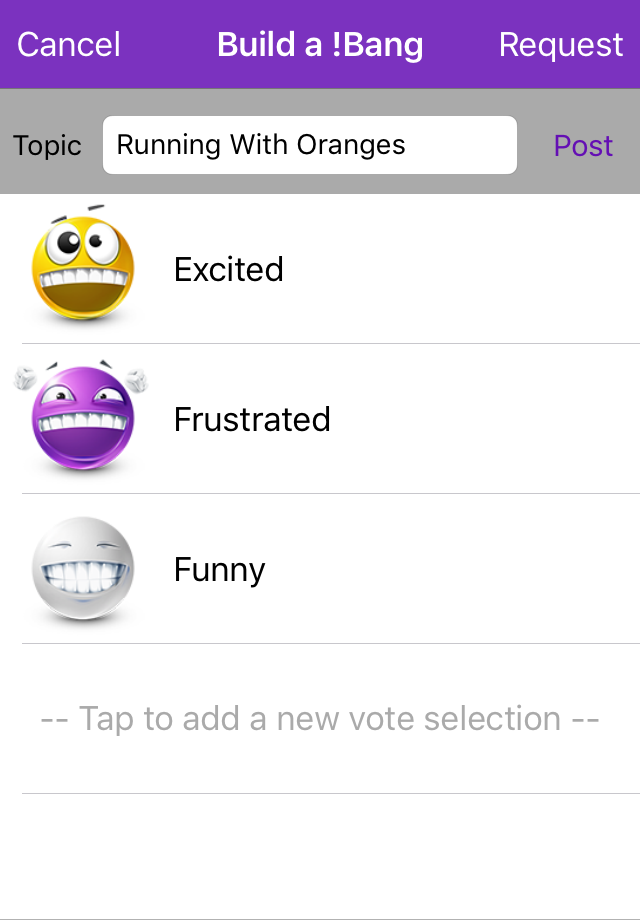 Cancel Build a !Bang Request
Topic Running With Oranges Post
Excited
Frustrated
Funny
-- Tap to add a new vote selection --